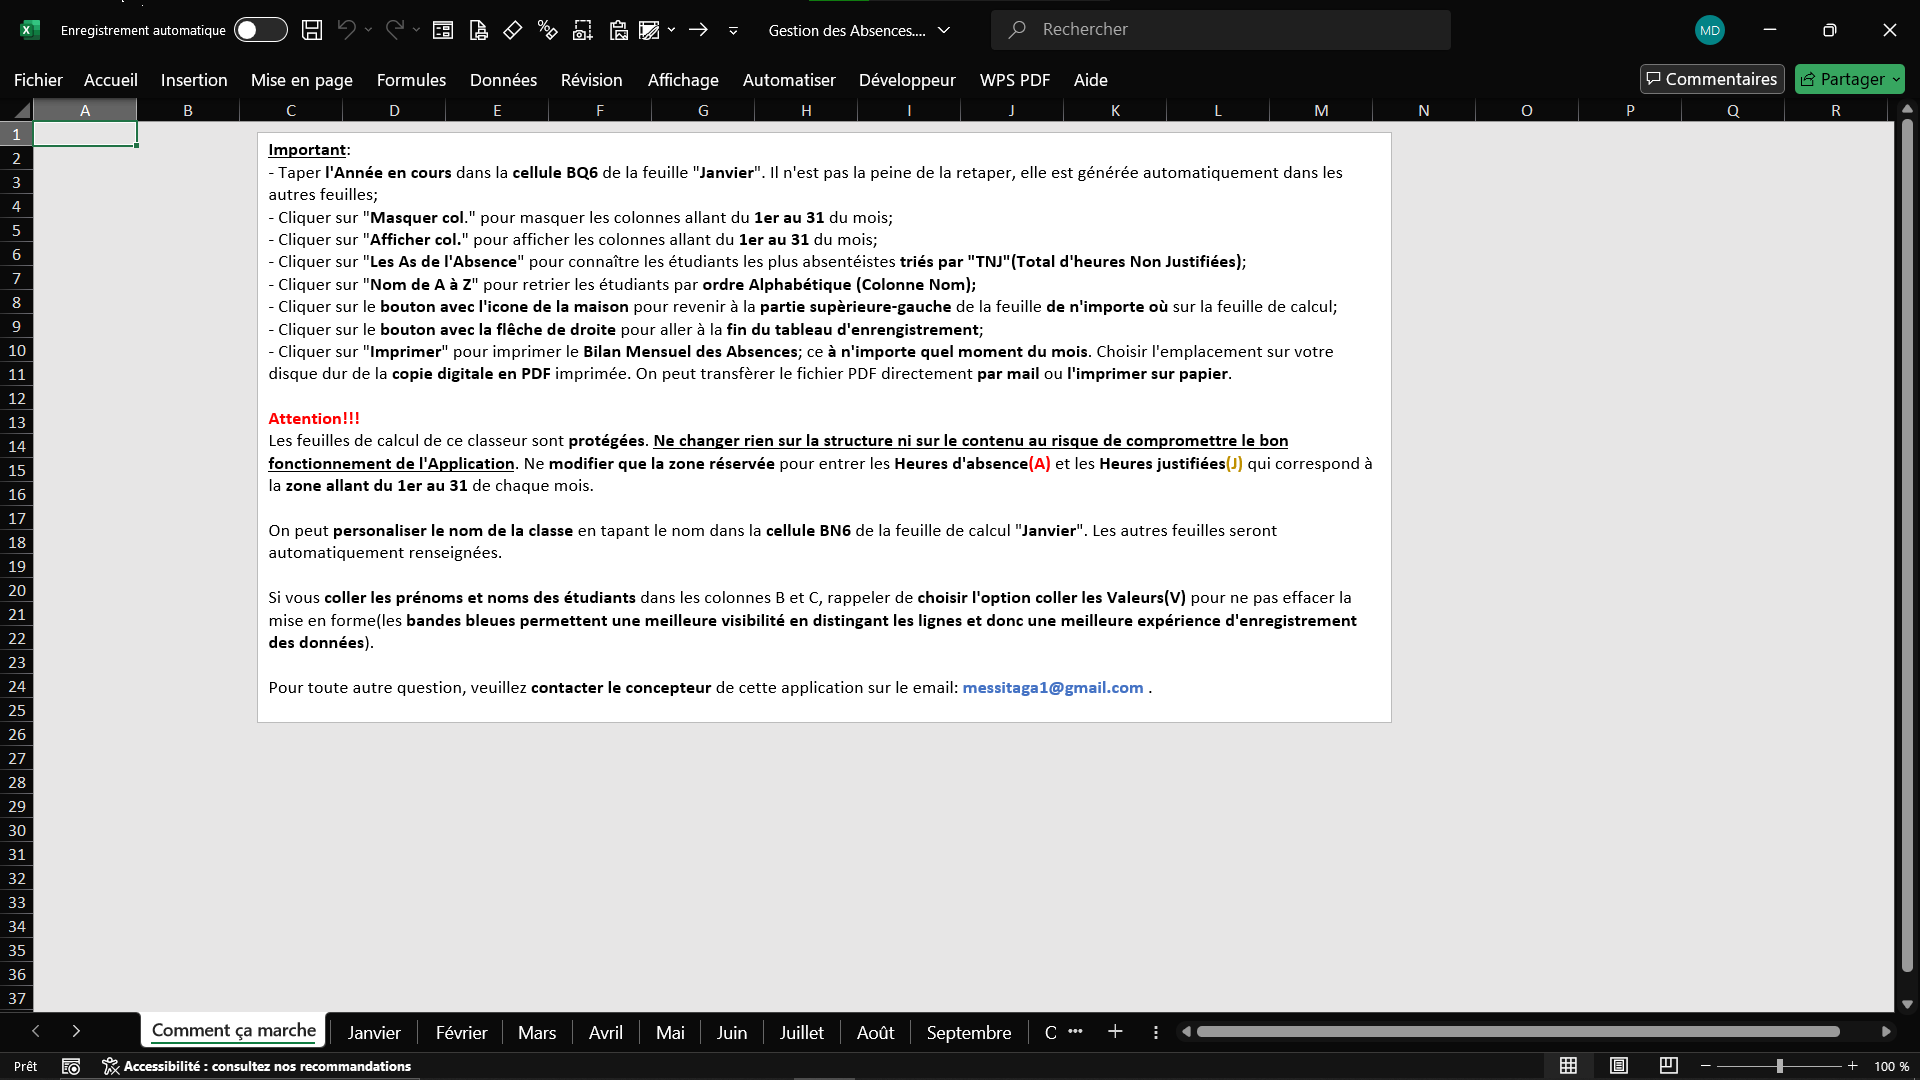 Enregistrement automatique
Gestion des Absences....
Rechercher
MD
Fichier Accueil Insertion Mise en page Formules Données Révision Affichage Automatiser Développeur WPS PDF Aide
Commentaires
Partager
A B C D E F G H I J K L M N O P Q R
1
2
3
4
5
6
7
8
9
10
11
12
13
14
15
16
17
18
19
20
21
22
23
24
25
26
27
28
29
30
31
32
33
34
35
36
37
Important:
- Taper l'Année en cours dans la cellule BQ6 de la feuille "Janvier". Il n'est pas la peine de la retaper, elle est générée automatiquement dans les
autres feuilles;
- Cliquer sur "Masquer col." pour masquer les colonnes allant du 1er au 31 du mois;
- Cliquer sur "Afficher col." pour afficher les colonnes allant du 1er au 31 du mois;
- Cliquer sur "Les As de l'Absence" pour connaître les étudiants les plus absentéistes triés par "TNJ"(Total d'heures Non Justifiées);
- Cliquer sur "Nom de A à Z" pour retrier les étudiants par ordre Alphabétique (Colonne Nom);
- Cliquer sur le bouton avec l'icone de la maison pour revenir à la partie supèrieure-gauche de la feuille de n'importe où sur la feuille de calcul;
- Cliquer sur le bouton avec la flêche de droite pour aller à la fin du tableau d'enrengistrement;
- Cliquer sur "Imprimer" pour imprimer le Bilan Mensuel des Absences; ce à n'importe quel moment du mois. Choisir l'emplacement sur votre
disque dur de la copie digitale en PDF imprimée. On peut transfèrer le fichier PDF directement par mail ou l'imprimer sur papier.
Attention!!!
Les feuilles de calcul de ce classeur sont protégées. Ne changer rien sur la structure ni sur le contenu au risque de compromettre le bon
fonctionnement de l'Application. Ne modifier que la zone réservée pour entrer les Heures d'absence(A) et les Heures justifiées(J) qui correspond à
la zone allant du 1er au 31 de chaque mois.
On peut personaliser le nom de la classe en tapant le nom dans la cellule BN6 de la feuille de calcul "Janvier". Les autres feuilles seront
automatiquement renseignées.
Si vous coller les prénoms et noms des étudiants dans les colonnes B et C, rappeler de choisir l'option coller les Valeurs(V) pour ne pas effacer la
mise en forme(les bandes bleues permettent une meilleure visibilité en distingant les lignes et donc une meilleure expérience d'enregistrement
des données).
Pour toute autre question, veuillez contacter le concepteur de cette application sur le email: messitaga1@gmail.com .
Comment ça marche Janvier Février Mars Avril Mai Juin Juillet Août Septembre O
Prêt
Accessibilité : consultez nos recommandations
100 %